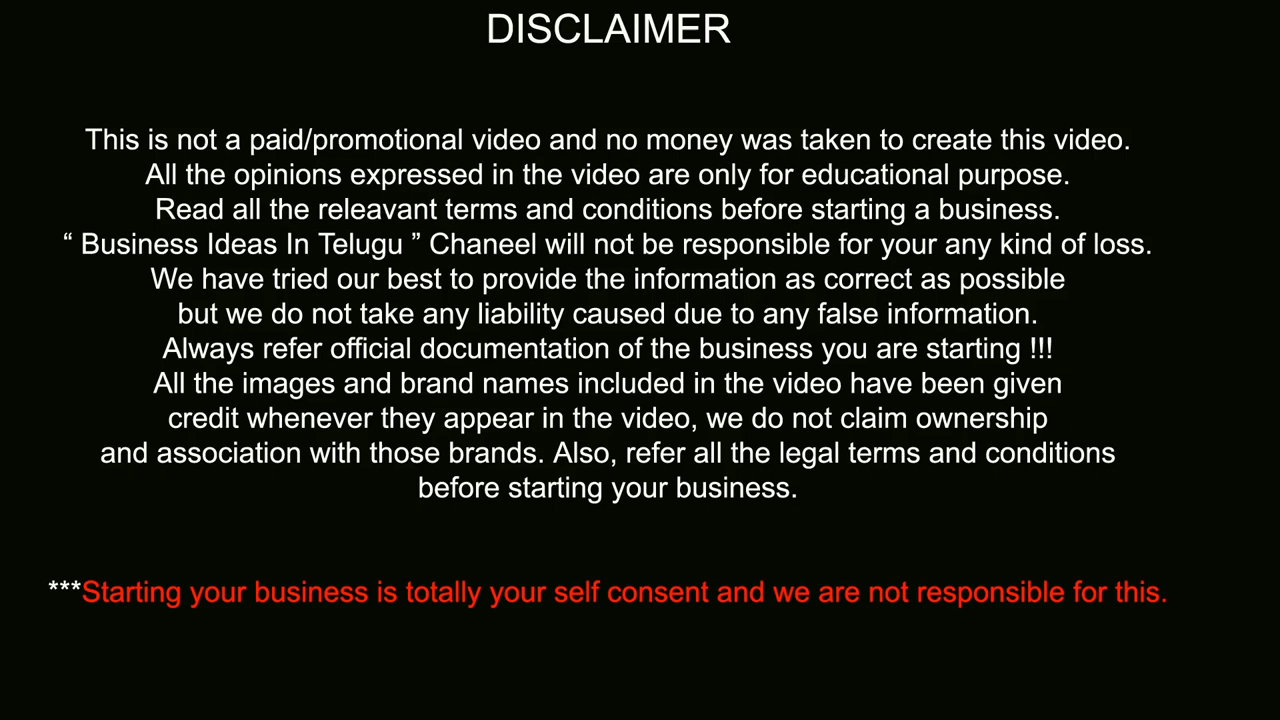 DISCLAIMER
This is not a paid/promotional video and no money was taken to create this video.
All the opinions expressed in the video are only for educational purpose.
Read all the releavant terms and conditions before starting a business.
“ Business Ideas In Telugu ” Chaneel will not be responsible for your any kind of loss.
We have tried our best to provide the information as correct as possible
but we do not take any liability caused due to any false information.
Always refer official documentation of the business you are starting !!!
All the images and brand names included in the video have been given
credit whenever they appear in the video, we do not claim ownership
and association with those brands. Also, refer all the legal terms and conditions
before starting your business.
***Starting your business is totally your self consent and we are not responsible for this.